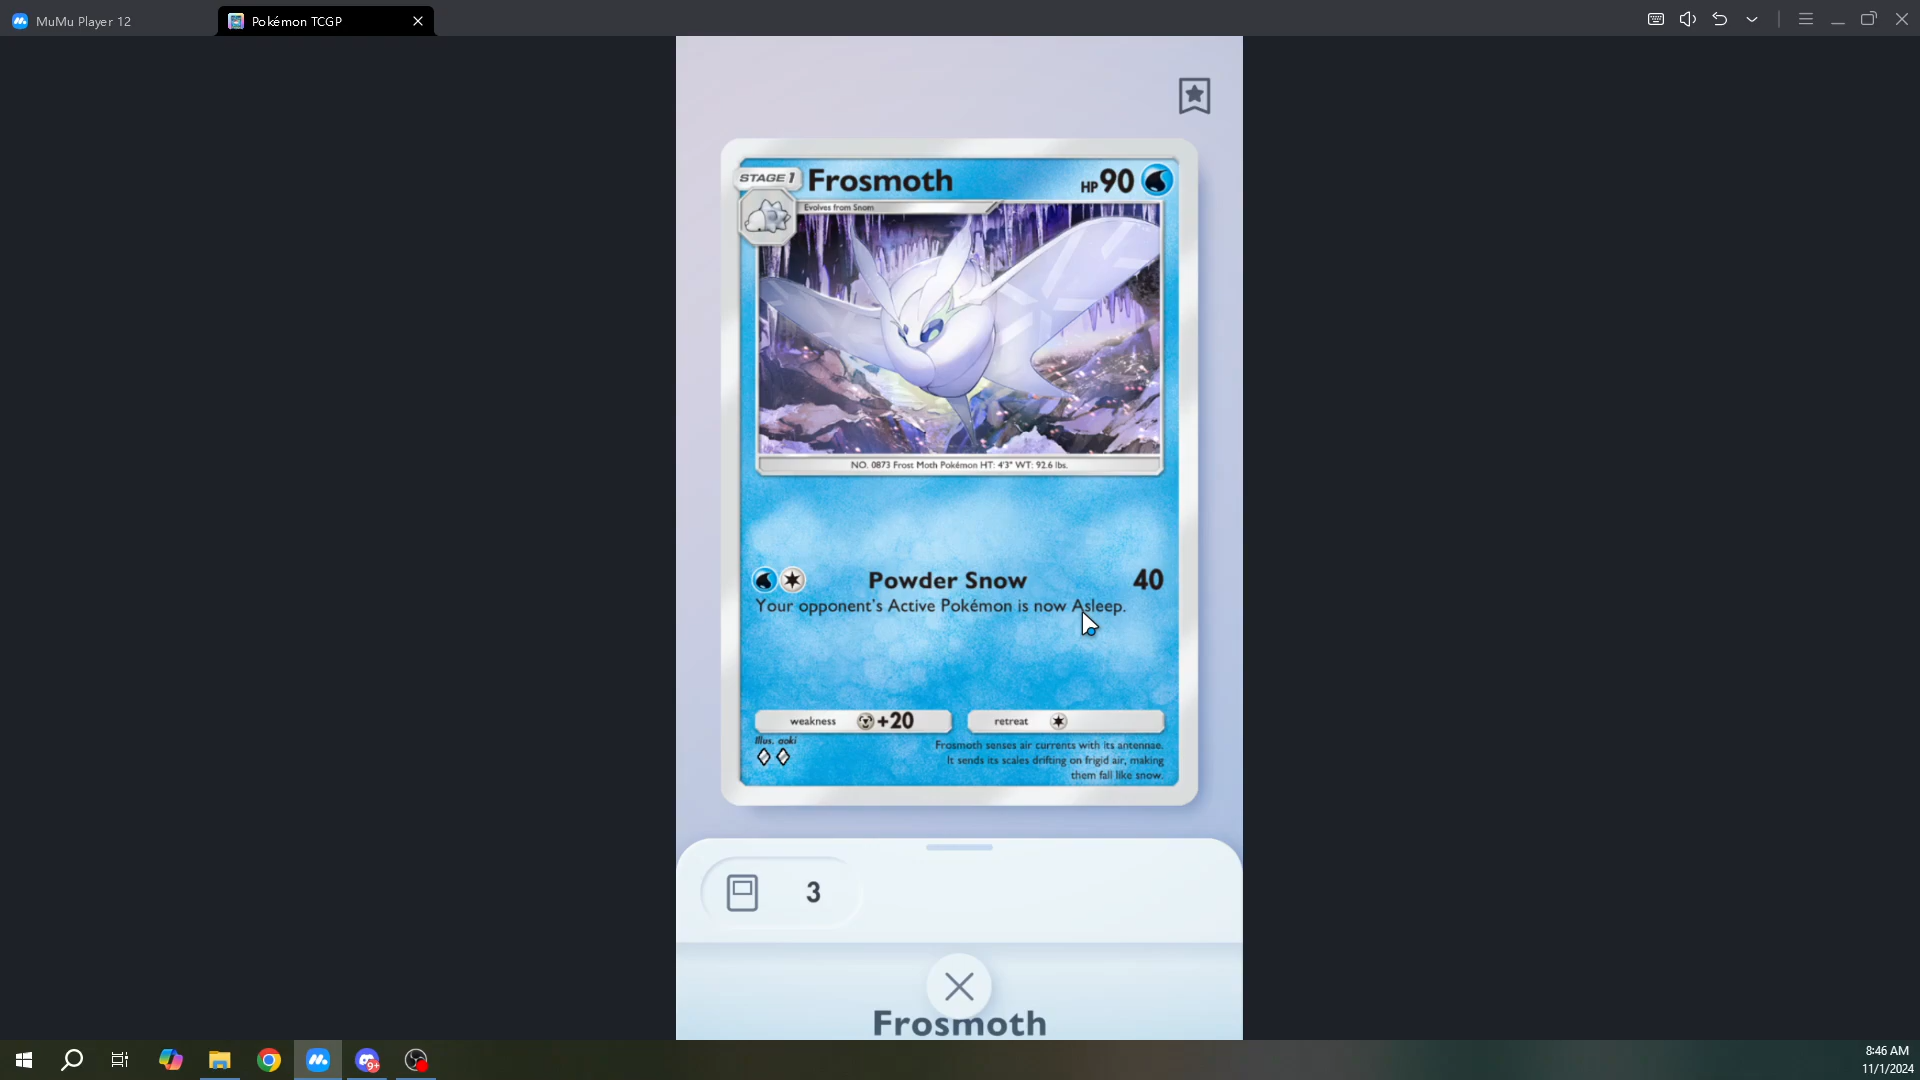 MuMu Player 12
Pokémon TCGP
STAGE 1
Frosmoth
HP 90
Evolves from Snom
NO. 0873 Frost Moth Pokémon HT: 4'3" WT: 92.6 lbs.
Powder Snow
40
Your opponent's Active Pokémon is now Asleep.
weakness +20
retreat
Illus. aoki
Frosmoth senses air currents with its antennae.
It sends its scales drifting on frigid air, making
them fall like snow.
3
Frosmoth
9+
8:46 AM
11/1/2024